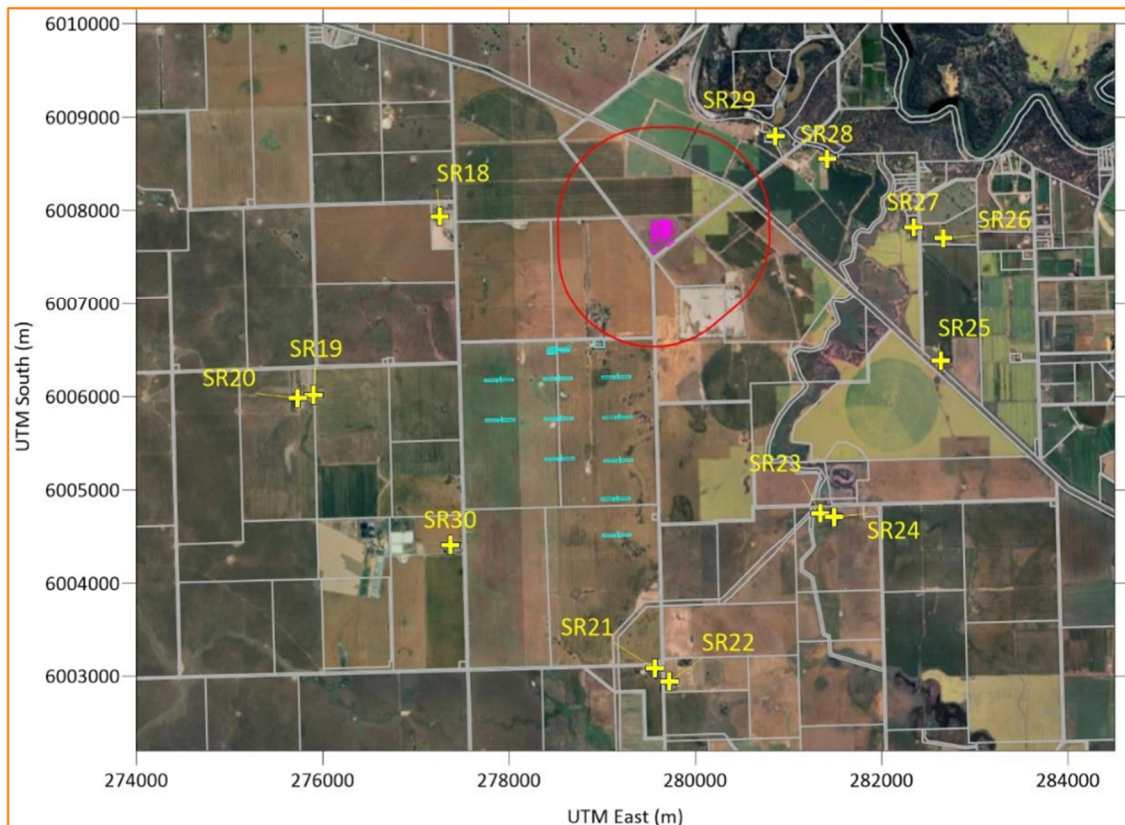 6010000
SR29
6009000
SR28
SR18
SR27
6008000
SR26
6007000
SR25
SR19
SR20
6006000
SR23
6005000
SR30
SR24
6004000
SR21
SR22
6003000
UTM South (m)
274000 276000 278000 280000 282000 284000
UTM East (m)